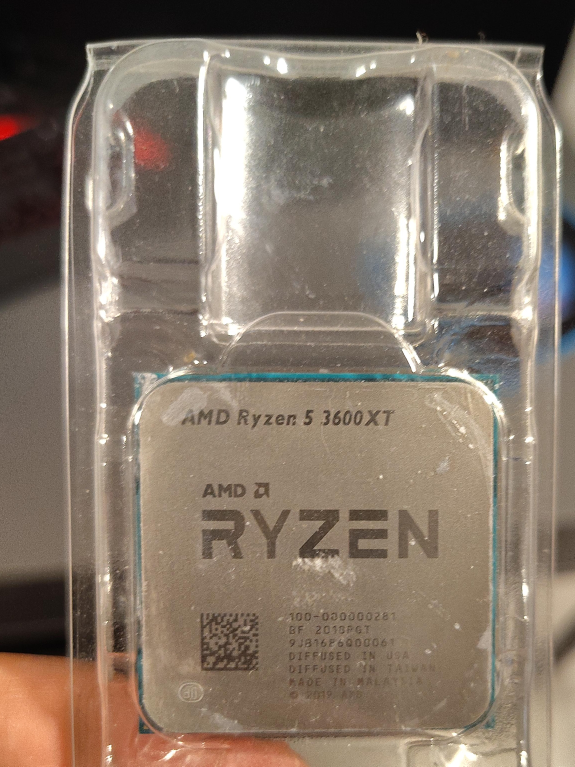 AMD Ryzen 5 3600XT
AMD
RYZEN
100-000000281
BF 2018PGT
9JB1686Q00061
DIFFUSED IN USA
DIFFUSED IN TAIWAN
MADE IN MALAYSIA
© 2019 AMD